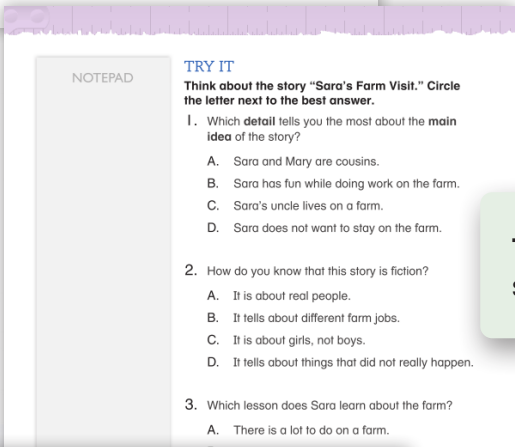 NOTEPAD
TRY IT
Think about the story “Sara’s Farm Visit.” Circle
the letter next to the best answer.
1. Which detail tells you the most about the main
idea of the story?
A. Sara and Mary are cousins.
B. Sara has fun while doing work on the farm.
C. Sara’s uncle lives on a farm.
D. Sara does not want to stay on the farm.
2. How do you know that this story is fiction?
A. It is about real people.
B. It tells about different farm jobs.
C. It is about girls, not boys.
D. It tells about things that did not really happen.
3. Which lesson does Sara learn about the farm?
A. There is a lot to do on a farm.